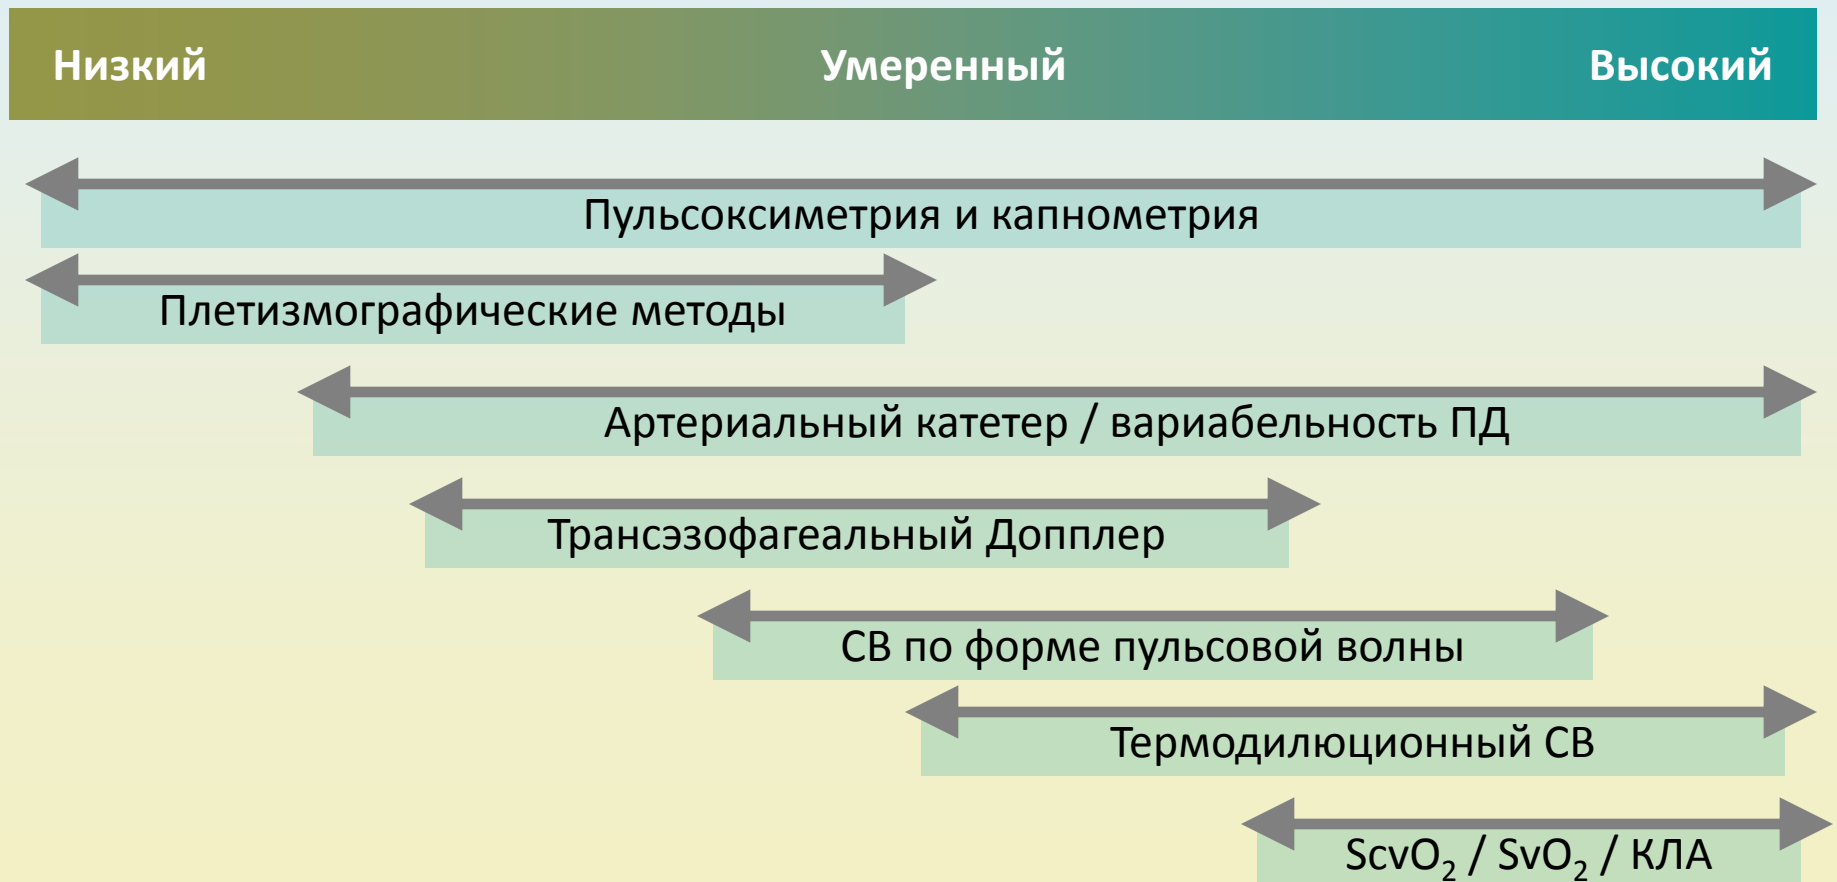 Низкий Умеренный Высокий
Пульсоксиметрия и капнометрия
Плетизмографические методы
Артериальный катетер / вариабельность ПД
Трансэзофагеальный Допплер
СВ по форме пульсовой волны
Термодилюционный СВ
ScvO₂ / SvO₂ / КЛА